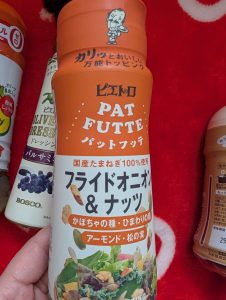 カリッとおいしい
万能トッピング
ピエトロ
PAT
FUTTE
パットフッテ
国産たまねぎ100%使用
フライドオニオン
&ナッツ
かぼちゃの種・ひまわりの種
アーモンド・松の実
バルサミ
BOSCO